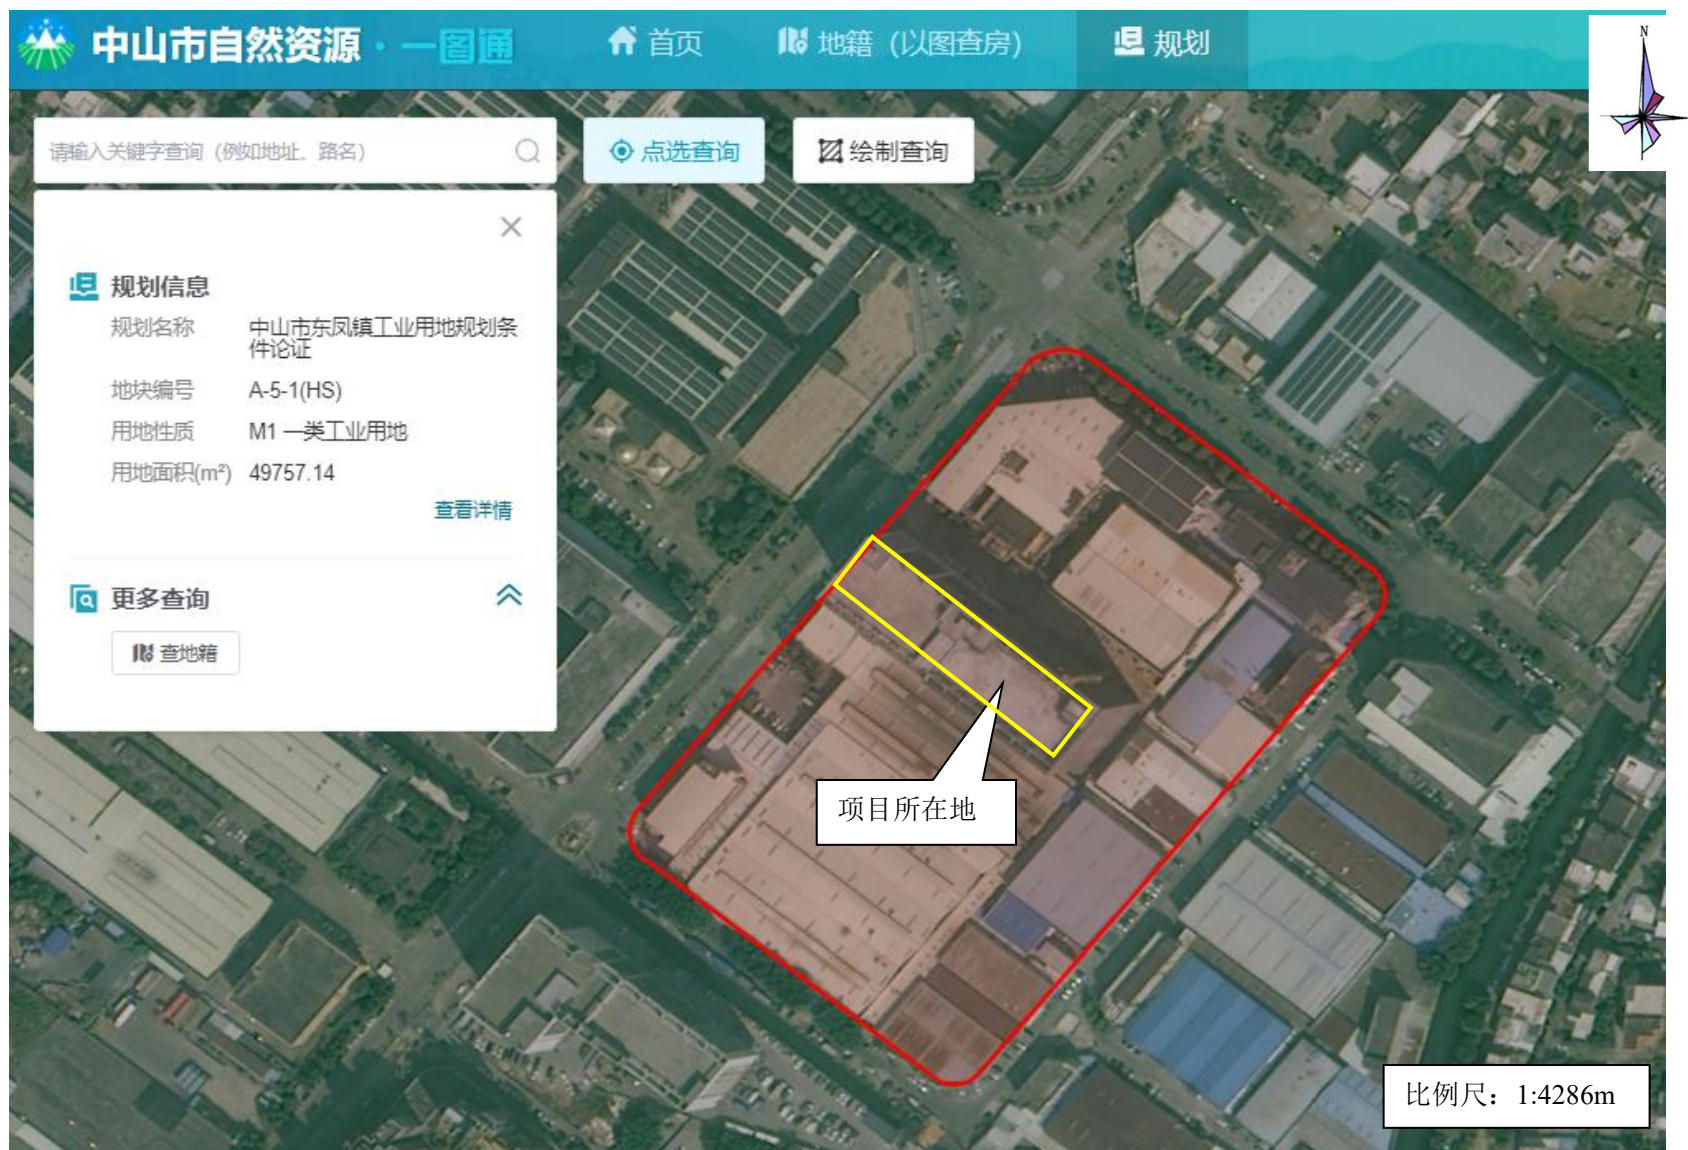 中山市自然资源·一图通
首页
地籍（以图查房）
规划
N
请输入关键字查询（例如地址、路名）
点选查询
绘制查询
规划信息
规划名称 中山市东凤镇工业用地规划条
件论证
地块编号 A-5-1(HS)
用地性质 M1 一类工业用地
用地面积(m²) 49757.14
查看详情
更多查询
查地籍
项目所在地
比例尺：1:4286m